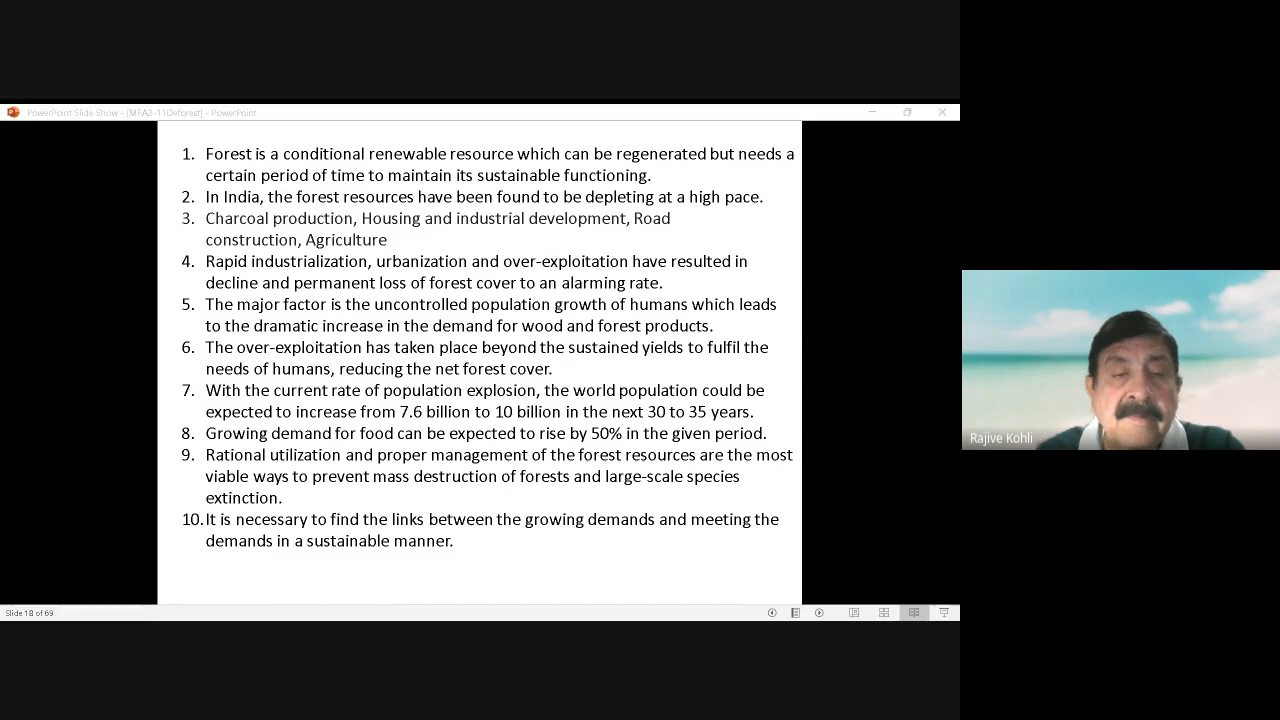 PowerPoint Slide Show - [MPA2-11Deforest] - PowerPoint
1. Forest is a conditional renewable resource which can be regenerated but needs a
certain period of time to maintain its sustainable functioning.
2. In India, the forest resources have been found to be depleting at a high pace.
3. Charcoal production, Housing and industrial development, Road
construction, Agriculture
4. Rapid industrialization, urbanization and over-exploitation have resulted in
decline and permanent loss of forest cover to an alarming rate.
5. The major factor is the uncontrolled population growth of humans which leads
to the dramatic increase in the demand for wood and forest products.
6. The over-exploitation has taken place beyond the sustained yields to fulfil the
needs of humans, reducing the net forest cover.
7. With the current rate of population explosion, the world population could be
expected to increase from 7.6 billion to 10 billion in the next 30 to 35 years.
8. Growing demand for food can be expected to rise by 50% in the given period.
9. Rational utilization and proper management of the forest resources are the most
viable ways to prevent mass destruction of forests and large-scale species
extinction.
10. It is necessary to find the links between the growing demands and meeting the
demands in a sustainable manner.
Slide 18 of 69
Rajive Kohli